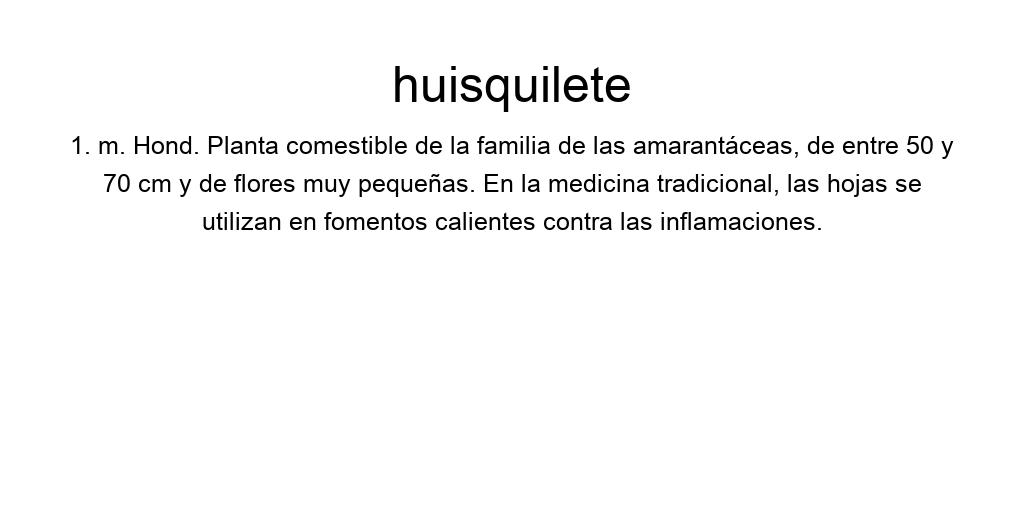 huisquilete
1. m. Hond. Planta comestible de la familia de las amarantáceas, de entre 50 y
70 cm y de flores muy pequeñas. En la medicina tradicional, las hojas se
utilizan en fomentos calientes contra las inflamaciones.